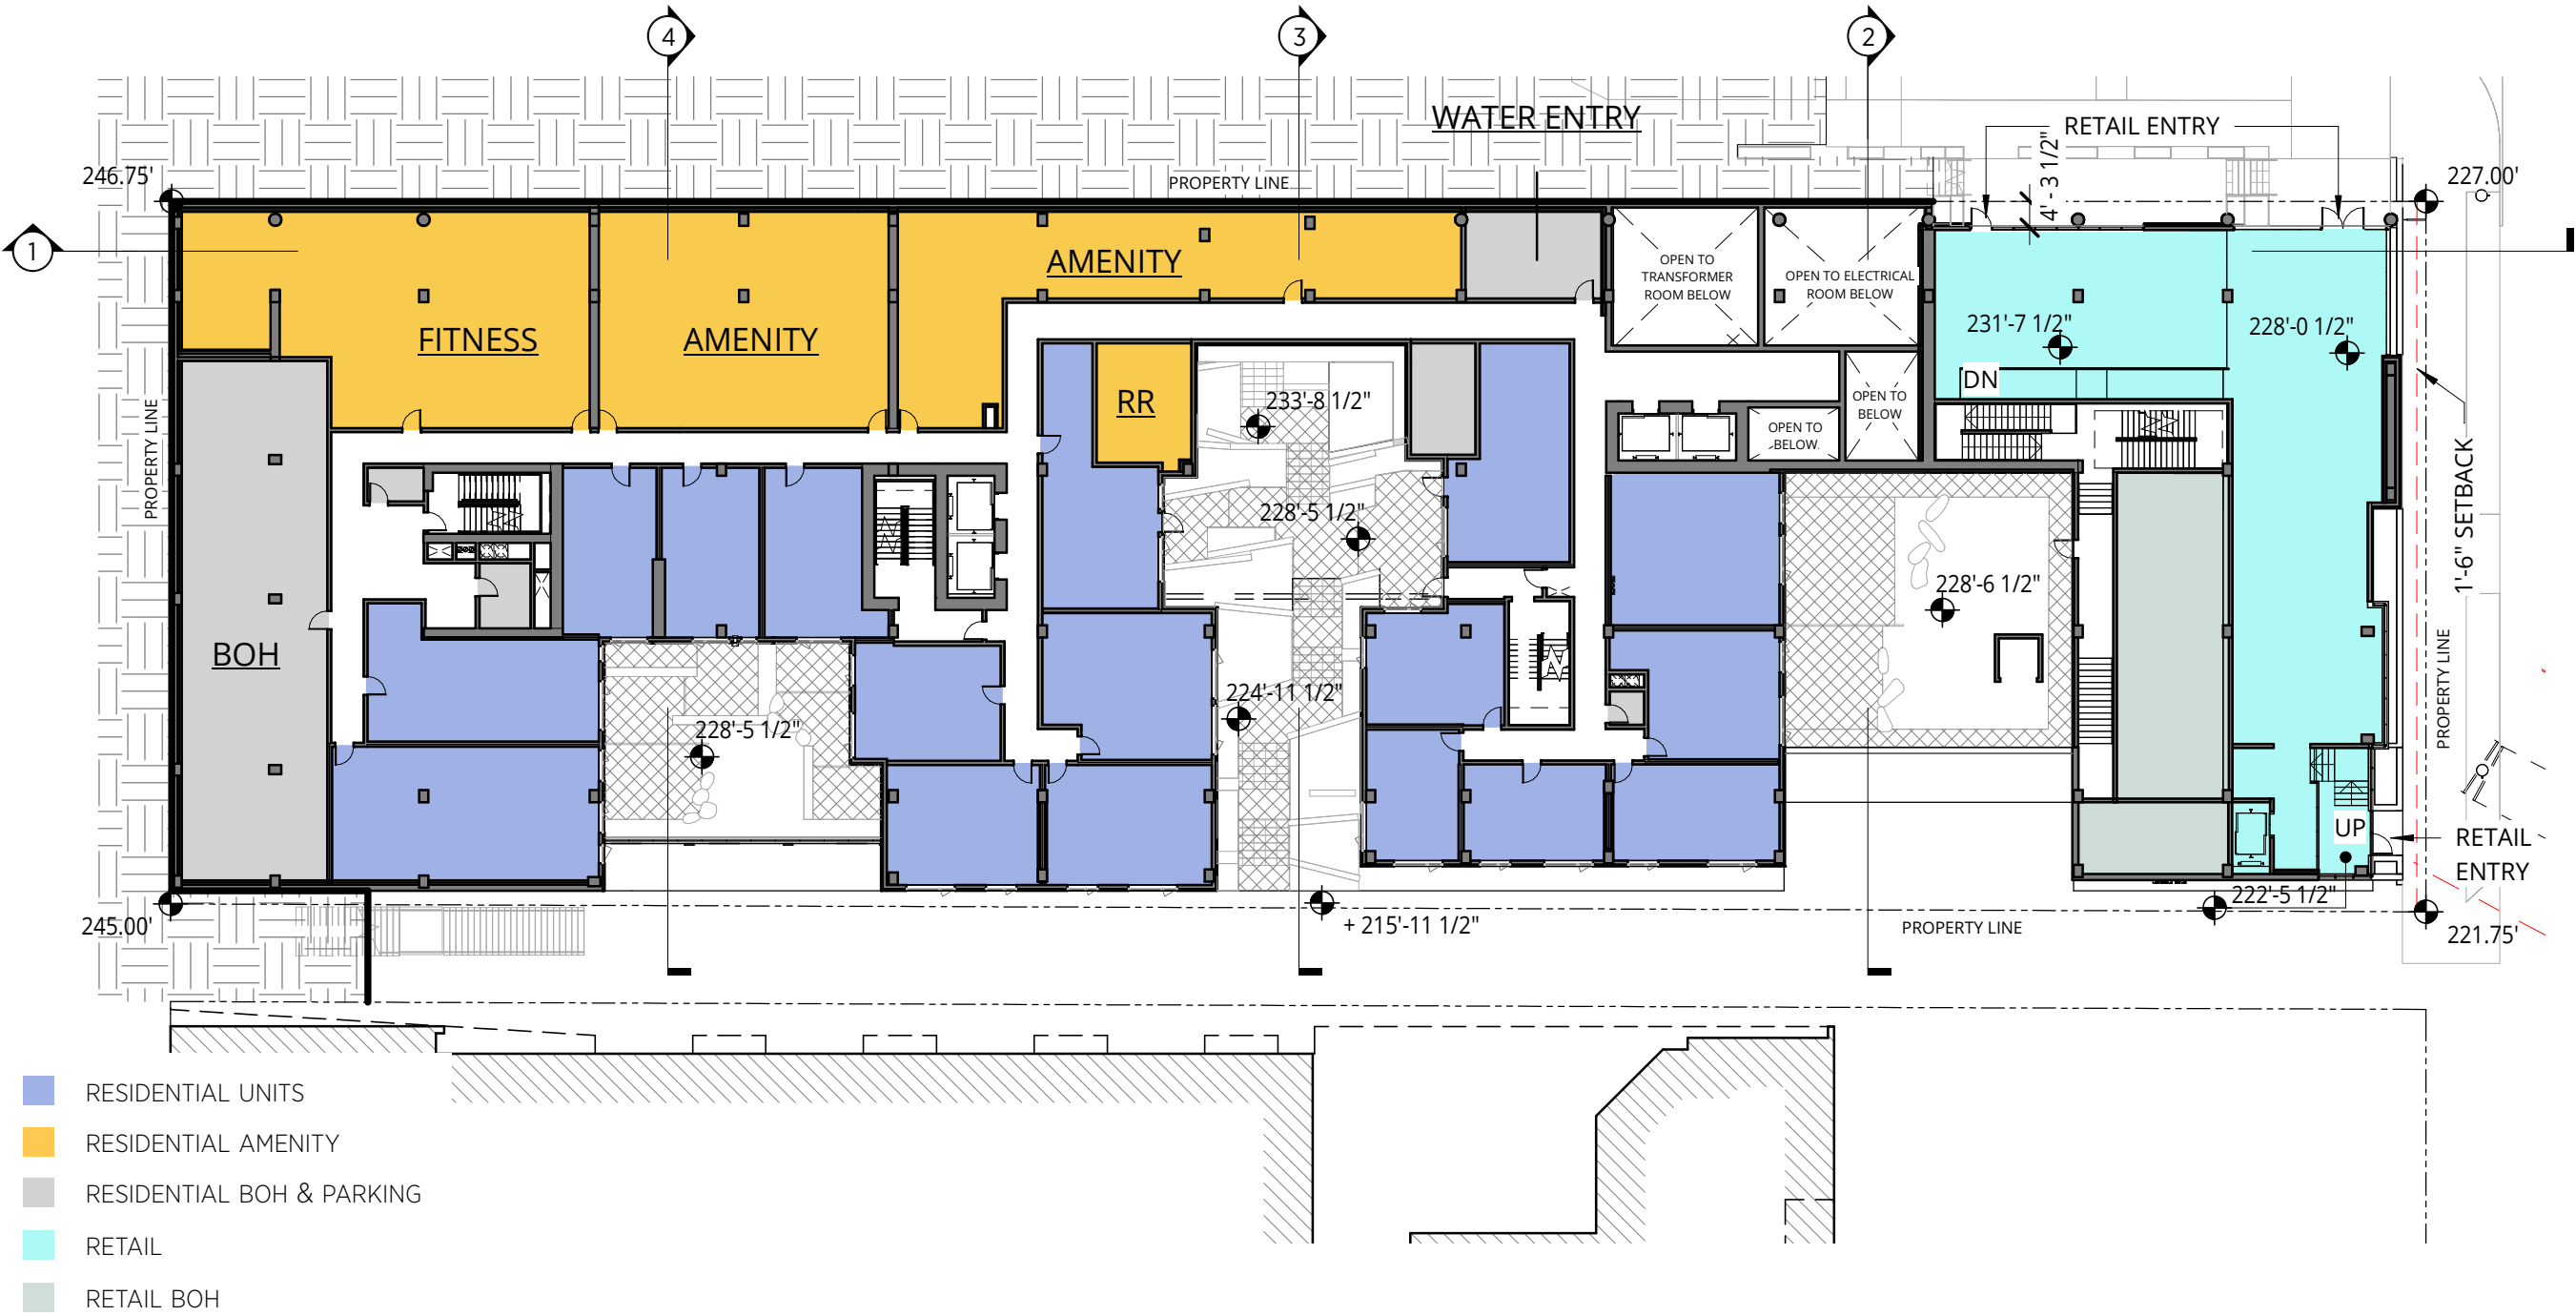 4
3
2
WATER ENTRY
RETAIL ENTRY
4' - 3 1/2"
246.75'
PROPERTY LINE
227.00'
1
AMENITY
OPEN TO
TRANSFORMER
ROOM BELOW
OPEN TO ELECTRICAL
ROOM BELOW
FITNESS
AMENITY
231'-7 1/2"
228'-0 1/2"
DN
RR
233'-8 1/2"
OPEN TO
BELOW
OPEN TO
BELOW
PROPERTY LINE
228'-5 1/2"
1'-6" SETBACK
228'-6 1/2"
BOH
224'-11 1/2"
228'-5 1/2"
PROPERTY LINE
UP
RETAIL
ENTRY
222'-5 1/2"
245.00'
+ 215'-11 1/2"
PROPERTY LINE
221.75'
RESIDENTIAL UNITS
RESIDENTIAL AMENITY
RESIDENTIAL BOH & PARKING
RETAIL
RETAIL BOH